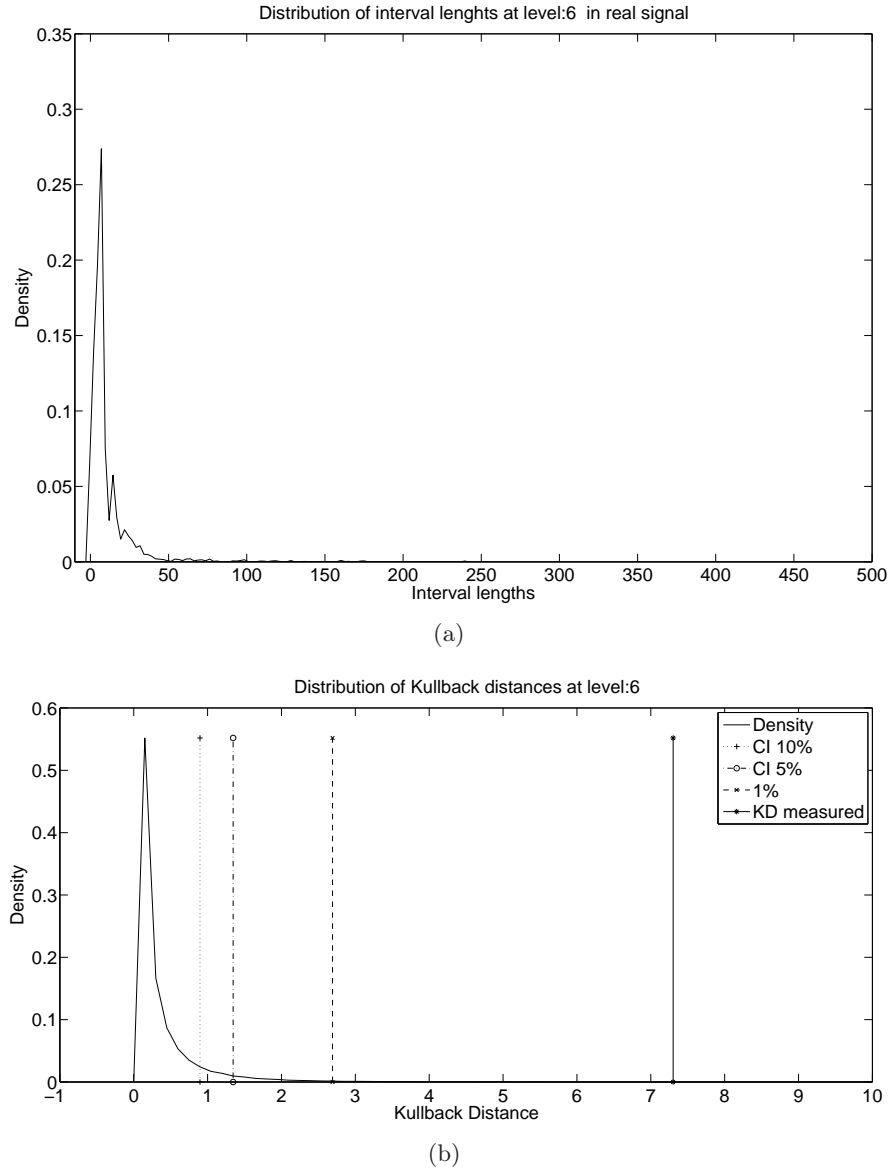 Distribution of interval lenghts at level:6 in real signal
0.35
0.3
0.25
0.2
0.15
0.1
0.05
0
Density
0 50 100 150 200 250 300 350 400 450 500
Interval lengths
(a)
Distribution of Kullback distances at level:6
0.6
0.5
0.4
0.3
0.2
0.1
0
Density
Density
CI 10%
CI 5%
1%
KD measured
−1 0 1 2 3 4 5 6 7 8 9 10
Kullback Distance
(b)